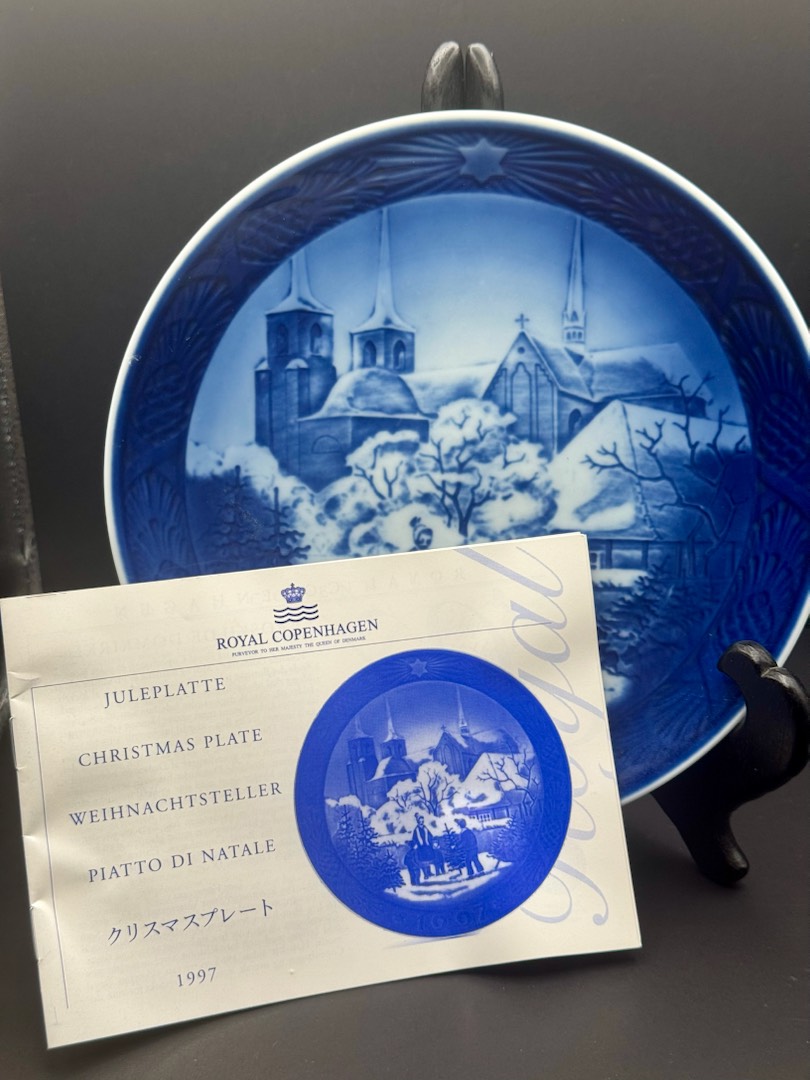 ROYAL COPENHAGEN
PURVEYOR TO HER MAJESTY THE QUEEN OF DENMARK
JULEPLATTE
CHRISTMAS PLATE
WEIHNACHTSTELLER
PIATTO DI NATALE
クリスマスプレート
1997
Royal
1997